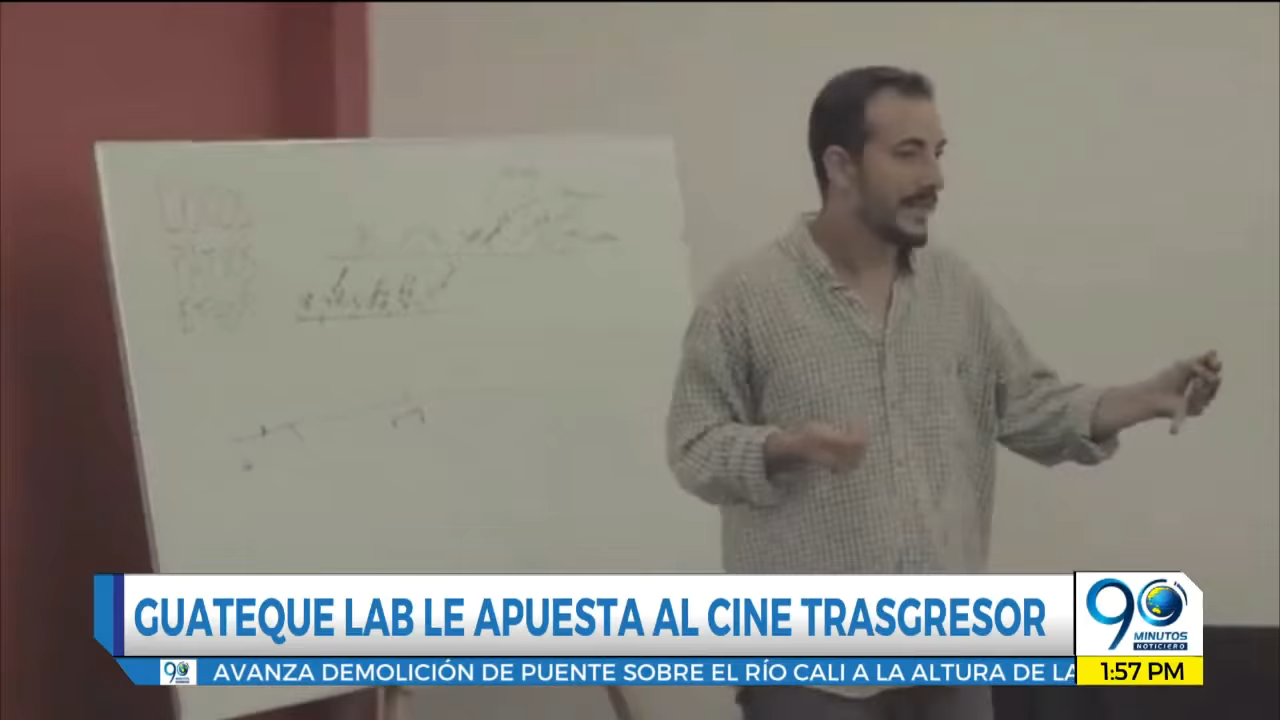 GUATEQUE LAB LE APUESTA AL CINE TRASGRESOR
90
MINUTOS
NOTICIERO
90 AVANZA DEMOLICIÓN DE PUENTE SOBRE EL RÍO CALI A LA ALTURA DE LA
1:57 PM